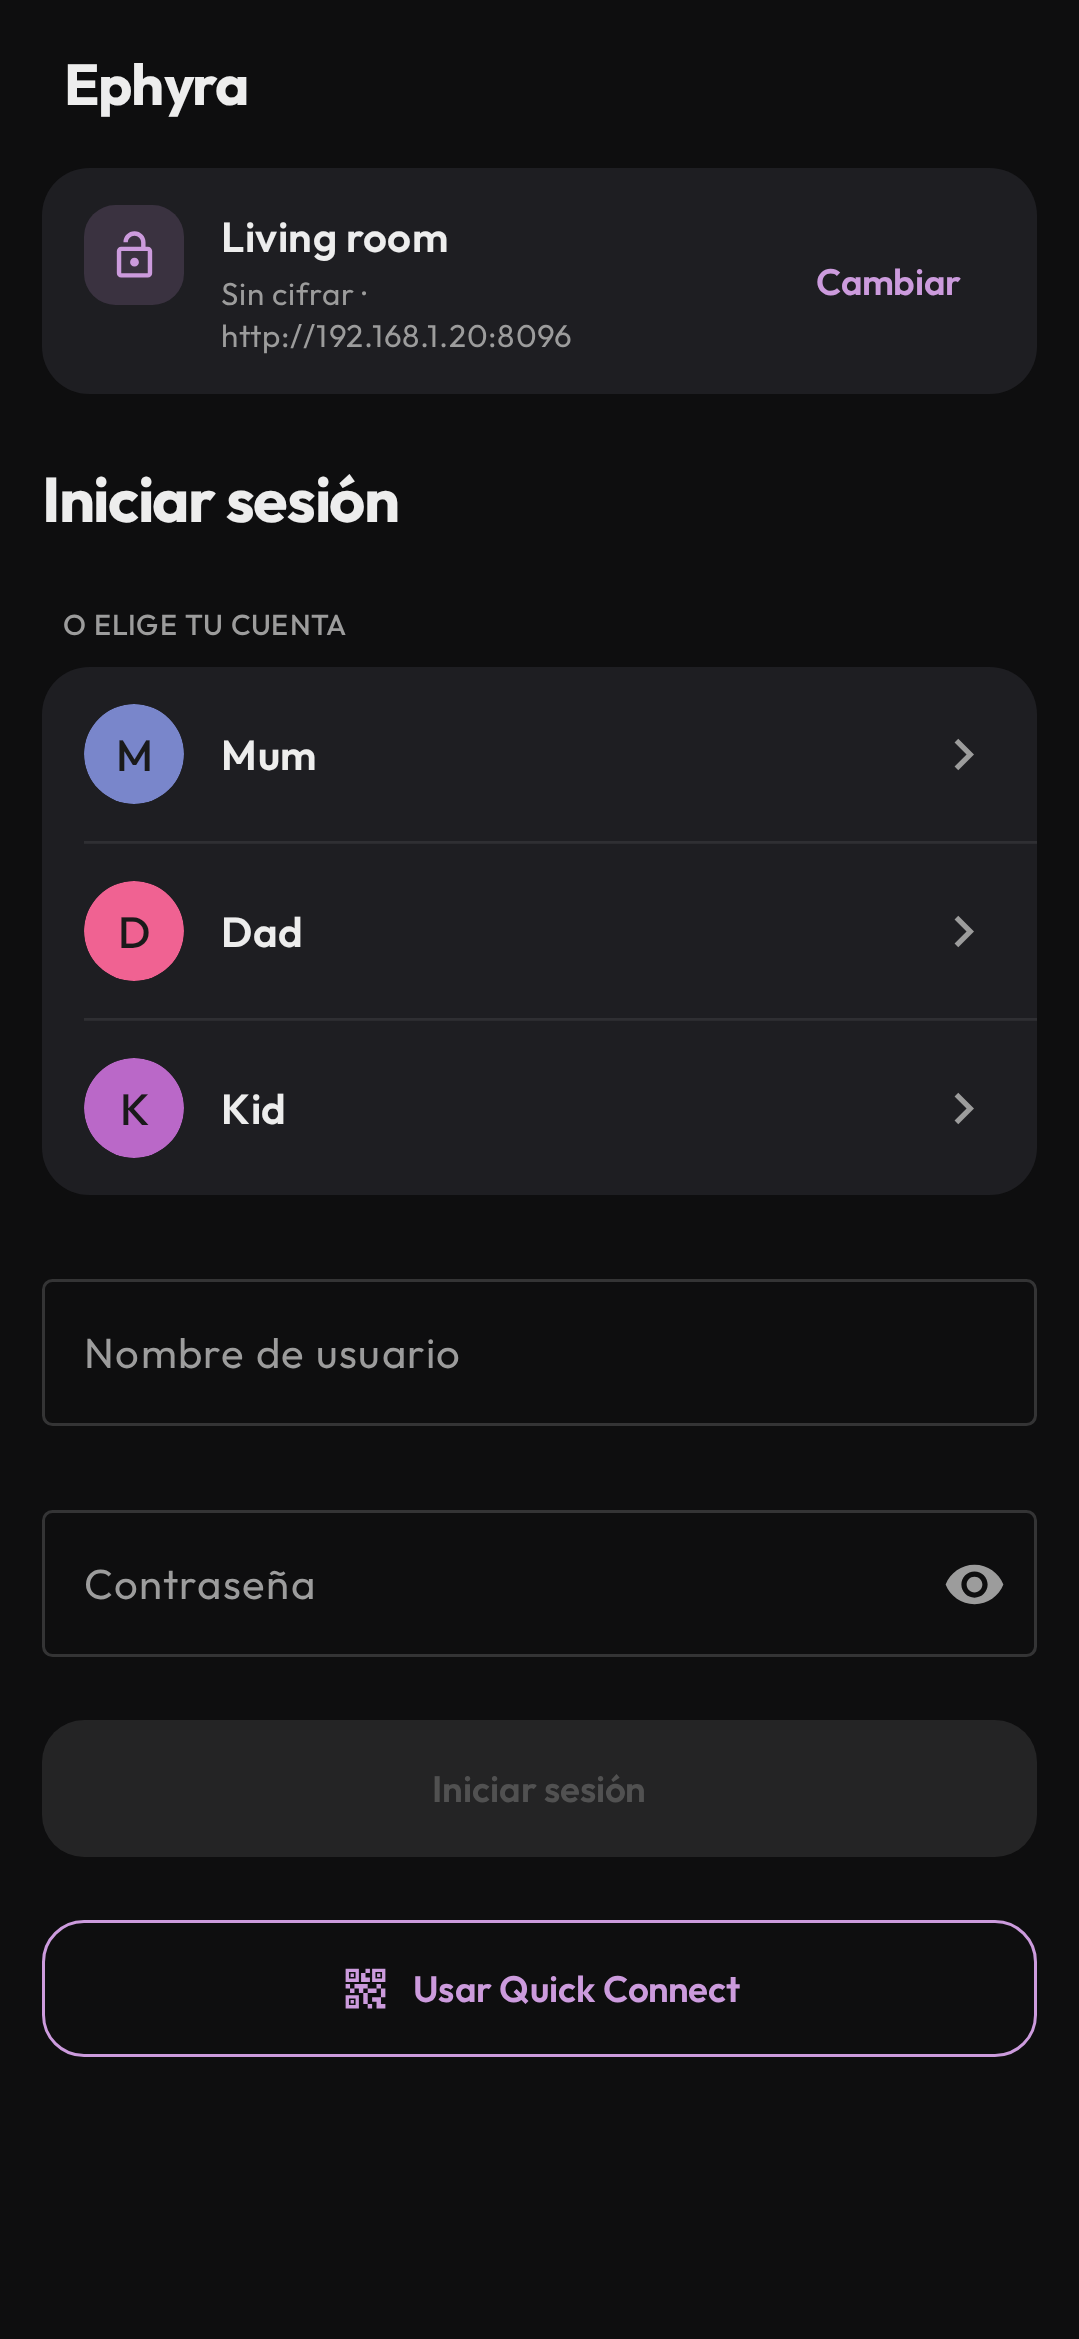 Ephyra
Living room
Sin cifrar ·
http://192.168.1.20:8096
Cambiar
Iniciar sesión
O ELIGE TU CUENTA
M
Mum
D
Dad
K
Kid
Nombre de usuario
Contraseña
Iniciar sesión
Usar Quick Connect